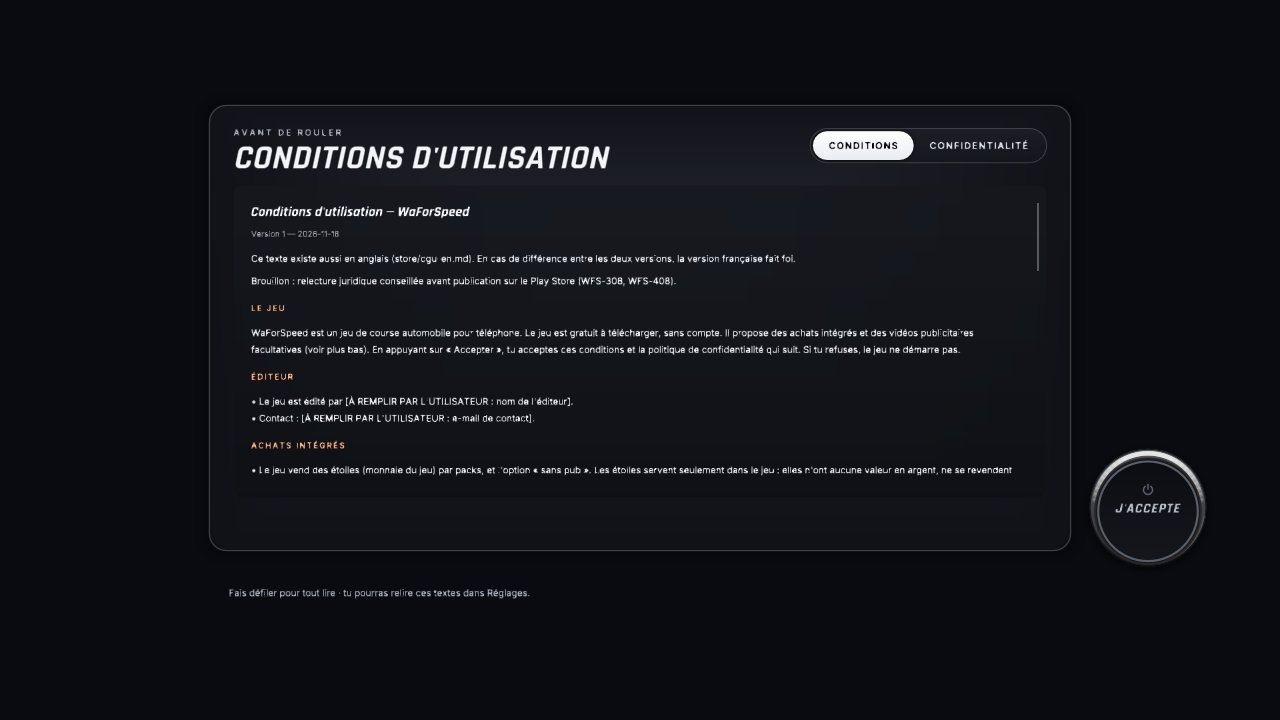 AVANT DE ROULER
CONDITIONS D'UTILISATION
CONDITIONS
CONFIDENTIALITÉ
Conditions d'utilisation — WaForSpeed
Version 1 — 2026-11-18
Ce texte existe aussi en anglais (store/cgu-en.md). En cas de différence entre les deux versions, la version française fait foi.
Brouillon : relecture juridique conseillée avant publication sur le Play Store (WFS-308, WFS-408).
LE JEU
WaForSpeed est un jeu de course automobile pour téléphone. Le jeu est gratuit à télécharger, sans compte. Il propose des achats intégrés et des vidéos publicitaires
facultatives (voir plus bas). En appuyant sur « Accepter », tu acceptes ces conditions et la politique de confidentialité qui suit. Si tu refuses, le jeu ne démarre pas.
ÉDITEUR
• Le jeu est édité par [À REMPLIR PAR L'UTILISATEUR : nom de l'éditeur].
• Contact : [À REMPLIR PAR L'UTILISATEUR : e-mail de contact].
ACHATS INTÉGRÉS
• Le jeu vend des étoiles (monnaie du jeu) par packs, et l'option « sans pub ». Les étoiles servent seulement dans le jeu : elles n'ont aucune valeur en argent, ne se revendent
J'ACCEPTE
Fais défiler pour tout lire · tu pourras relire ces textes dans Réglages.